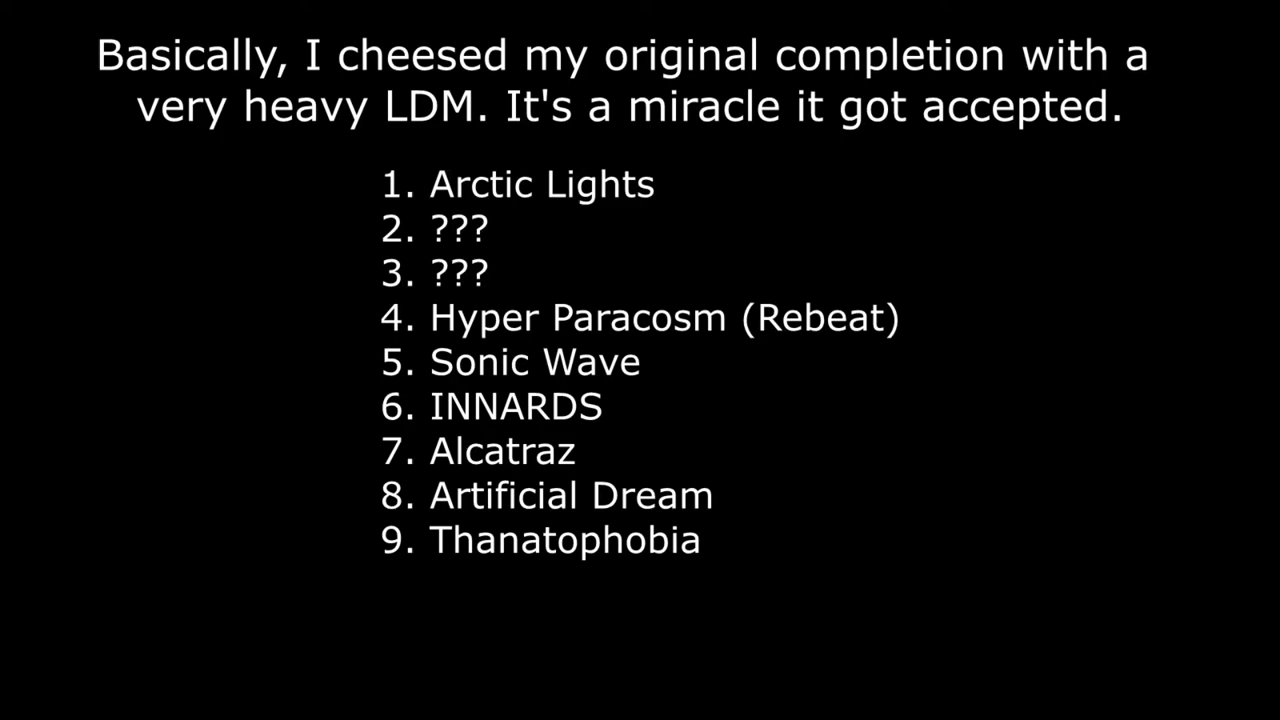 Basically, I cheesed my original completion with a
very heavy LDM. It's a miracle it got accepted.
1. Arctic Lights
2. ???
3. ???
4. Hyper Paracosm (Rebeat)
5. Sonic Wave
6. INNARDS
7. Alcatraz
8. Artificial Dream
9. Thanatophobia